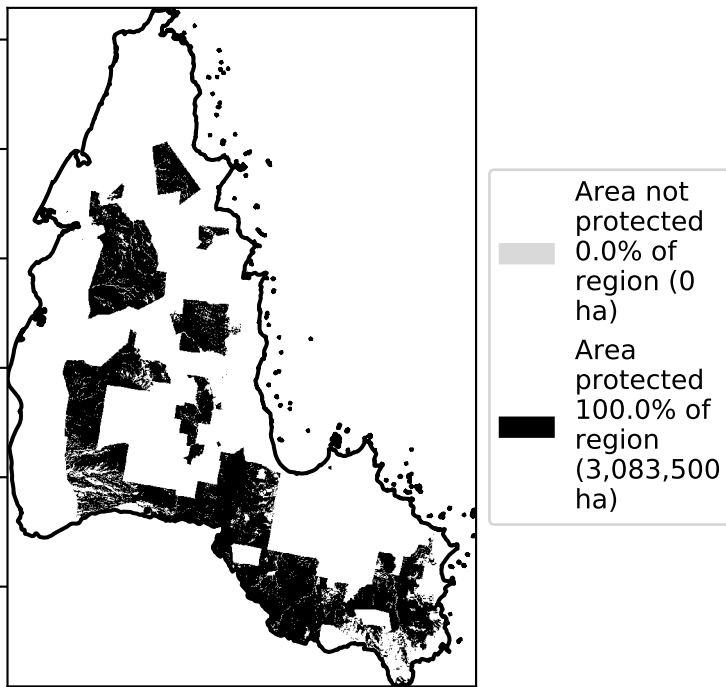 Area not
protected
0.0% of
region (0
ha)
Area
protected
100.0% of
region
(3,083,500
ha)